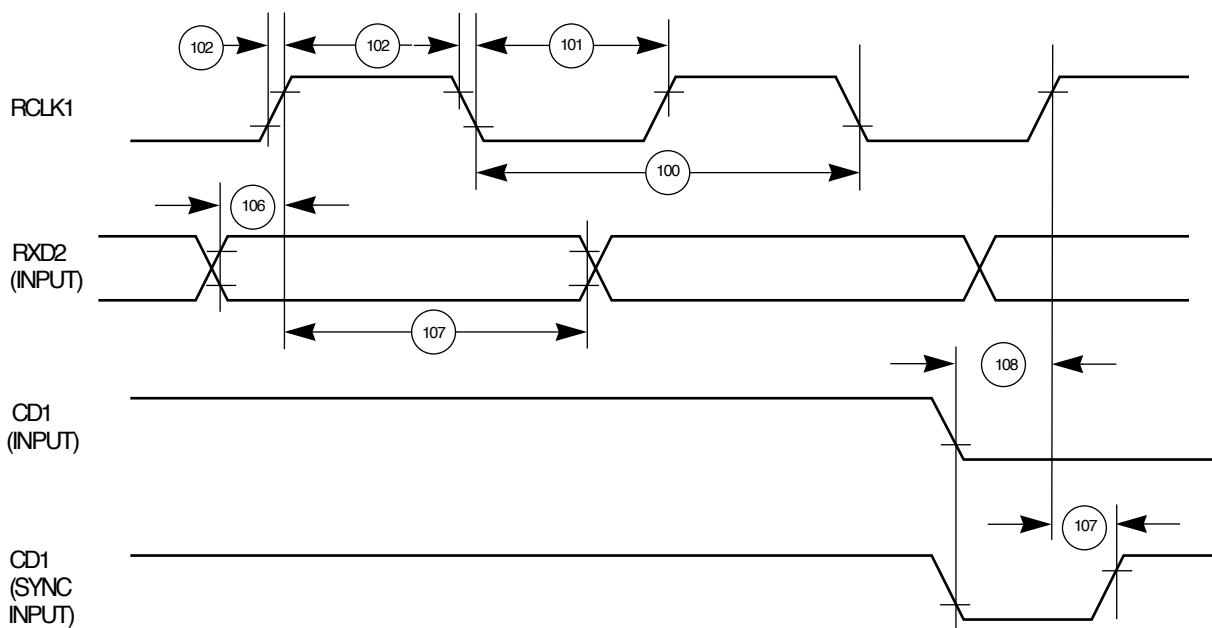 102
102
101
RCLK1
100
106
RXD2
(INPUT)
107
108
CD1
(INPUT)
107
CD1
(SYNC
INPUT)